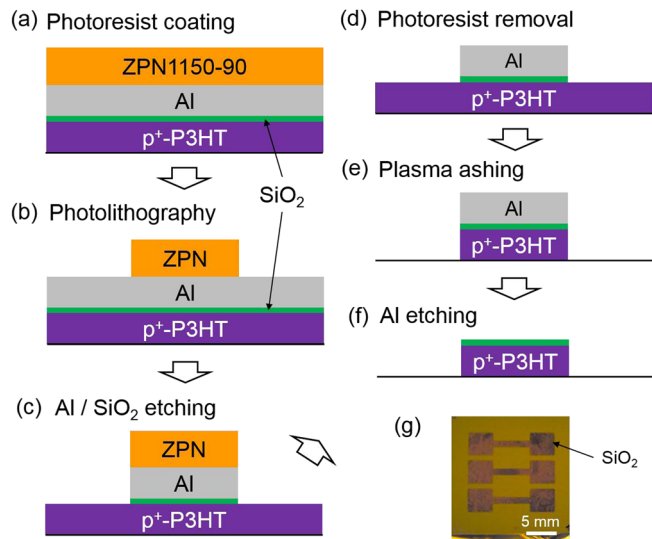 (a) Photoresist coating
ZPN1150-90
Al
p⁺-P3HT
SiO₂
(b) Photolithography
ZPN
Al
p⁺-P3HT
(c) Al / SiO₂ etching
ZPN
Al
p⁺-P3HT
(d) Photoresist removal
Al
p⁺-P3HT
(e) Plasma ashing
Al
p⁺-P3HT
(f) Al etching
p⁺-P3HT
(g)
SiO₂
5 mm